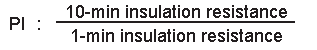 PI : 10-min insulation resistance
1-min insulation resistance